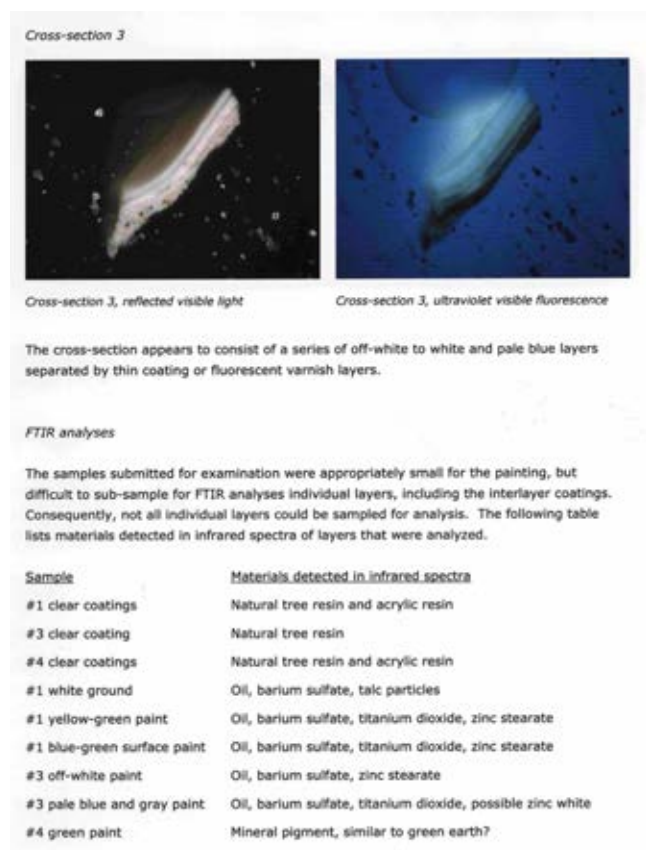 Cross-section 3
Cross-section 3, reflected visible light
Cross-section 3, ultraviolet visible fluorescence
The cross-section appears to consist of a series of off-white to white and pale blue layers
separated by thin coating or fluorescent varnish layers.
FTIR analyses
The samples submitted for examination were appropriately small for the painting, but
difficult to sub-sample for FTIR analyses individual layers, including the interlayer coatings.
Consequently, not all individual layers could be sampled for analysis. The following table
lists materials detected in infrared spectra of layers that were analyzed.
Sample Materials detected in infrared spectra
#1 clear coatings Natural tree resin and acrylic resin
#3 clear coating Natural tree resin
#4 clear coatings Natural tree resin and acrylic resin
#1 white ground Oil, barium sulfate, talc particles
#1 yellow-green paint Oil, barium sulfate, titanium dioxide, zinc stearate
#1 blue-green surface paint Oil, barium sulfate, titanium dioxide, zinc stearate
#3 off-white paint Oil, barium sulfate, zinc stearate
#3 pale blue and gray paint Oil, barium sulfate, titanium dioxide, possible zinc white
#4 green paint Mineral pigment, similar to green earth?